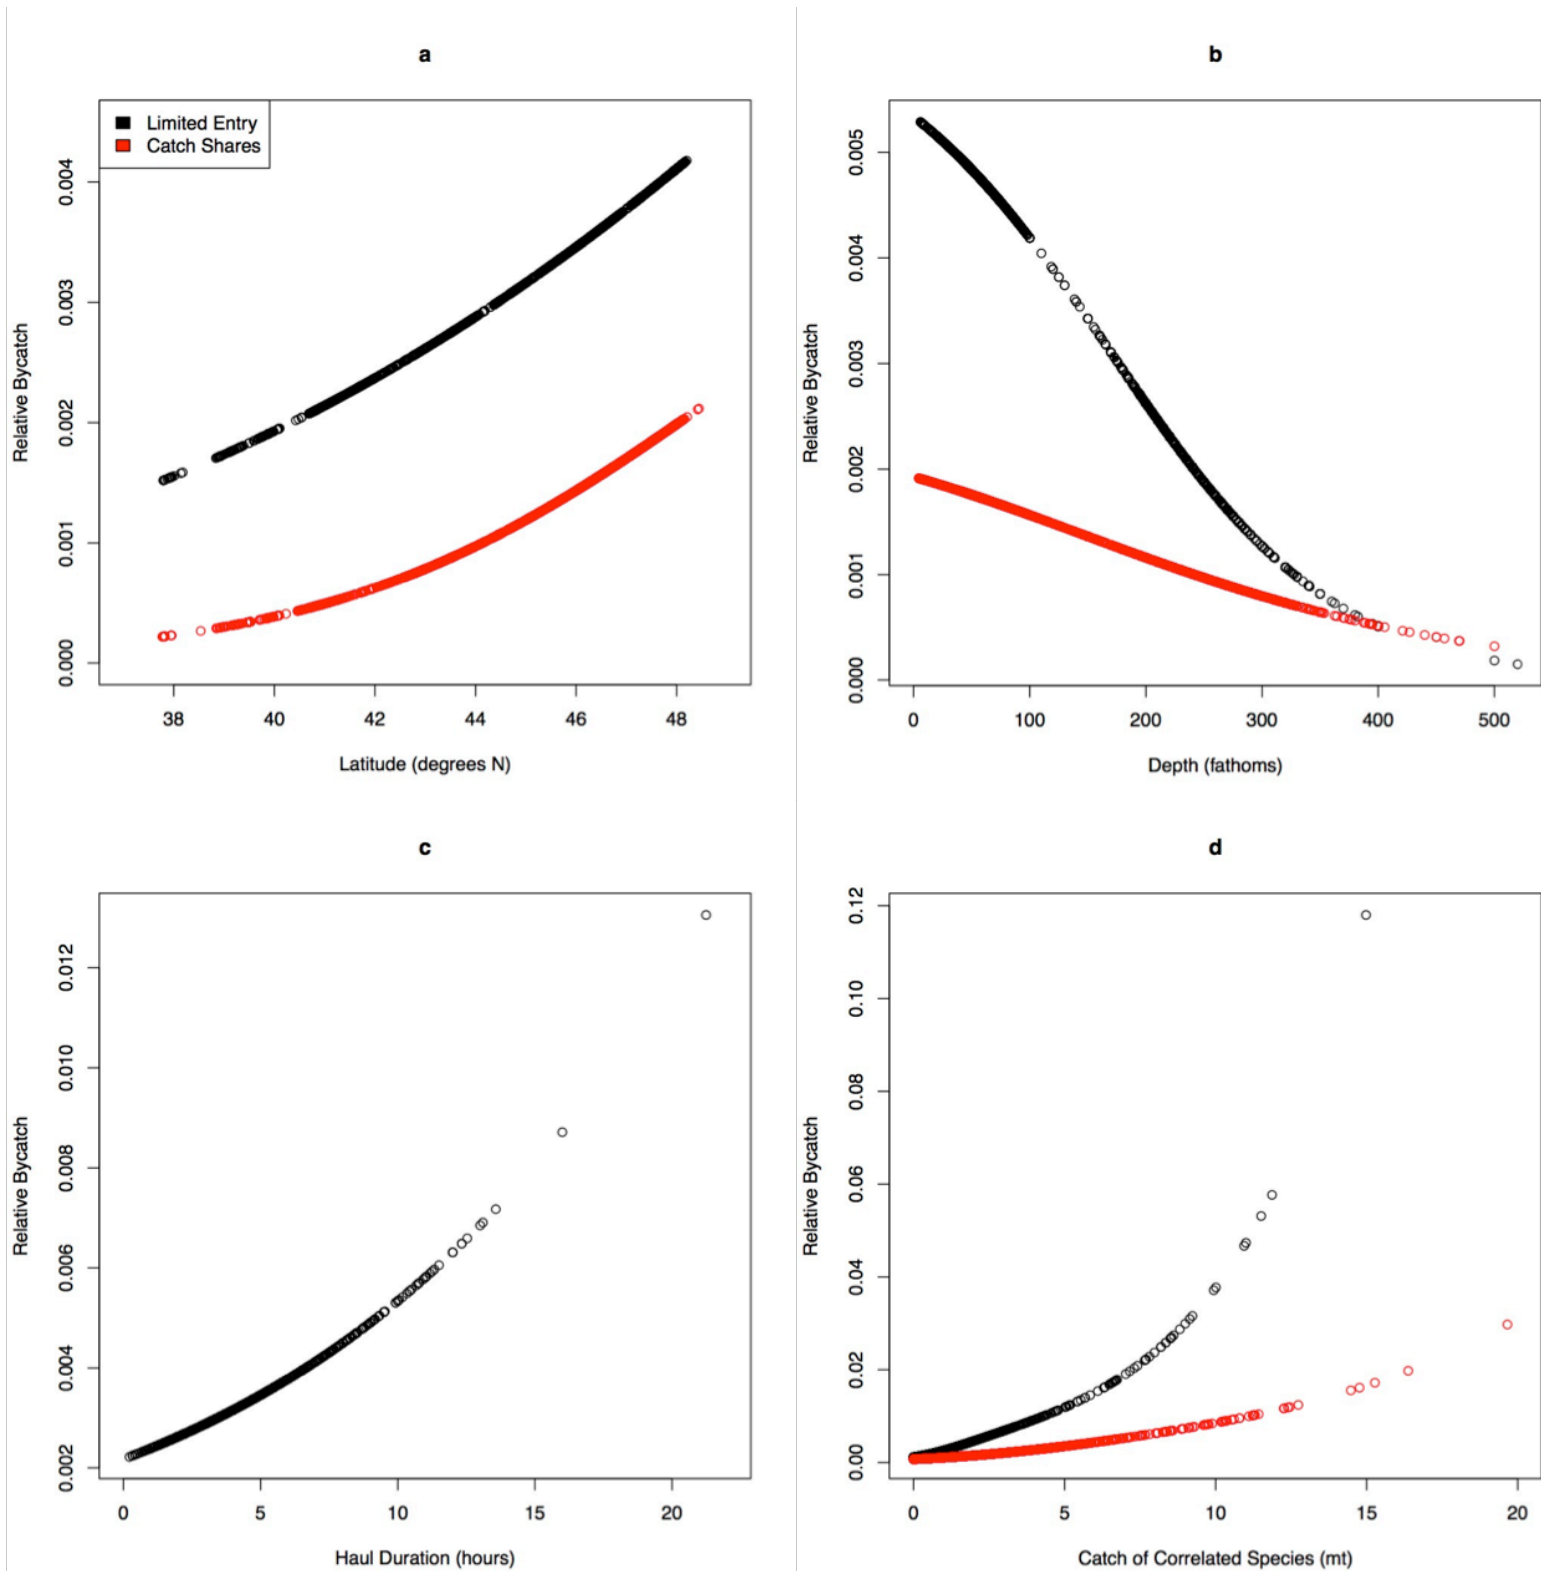 a
Limited Entry
Catch Shares
Relative Bycatch
0.004
0.003
0.002
0.001
0.000
38 40 42 44 46 48
Latitude (degrees N)
b
Relative Bycatch
0.005
0.004
0.003
0.002
0.001
0.000
0 100 200 300 400 500
Depth (fathoms)
c
Relative Bycatch
0.012
0.010
0.008
0.006
0.004
0.002
0 5 10 15 20
Haul Duration (hours)
d
Relative Bycatch
0.12
0.10
0.08
0.06
0.04
0.02
0.00
0 5 10 15 20
Catch of Correlated Species (mt)